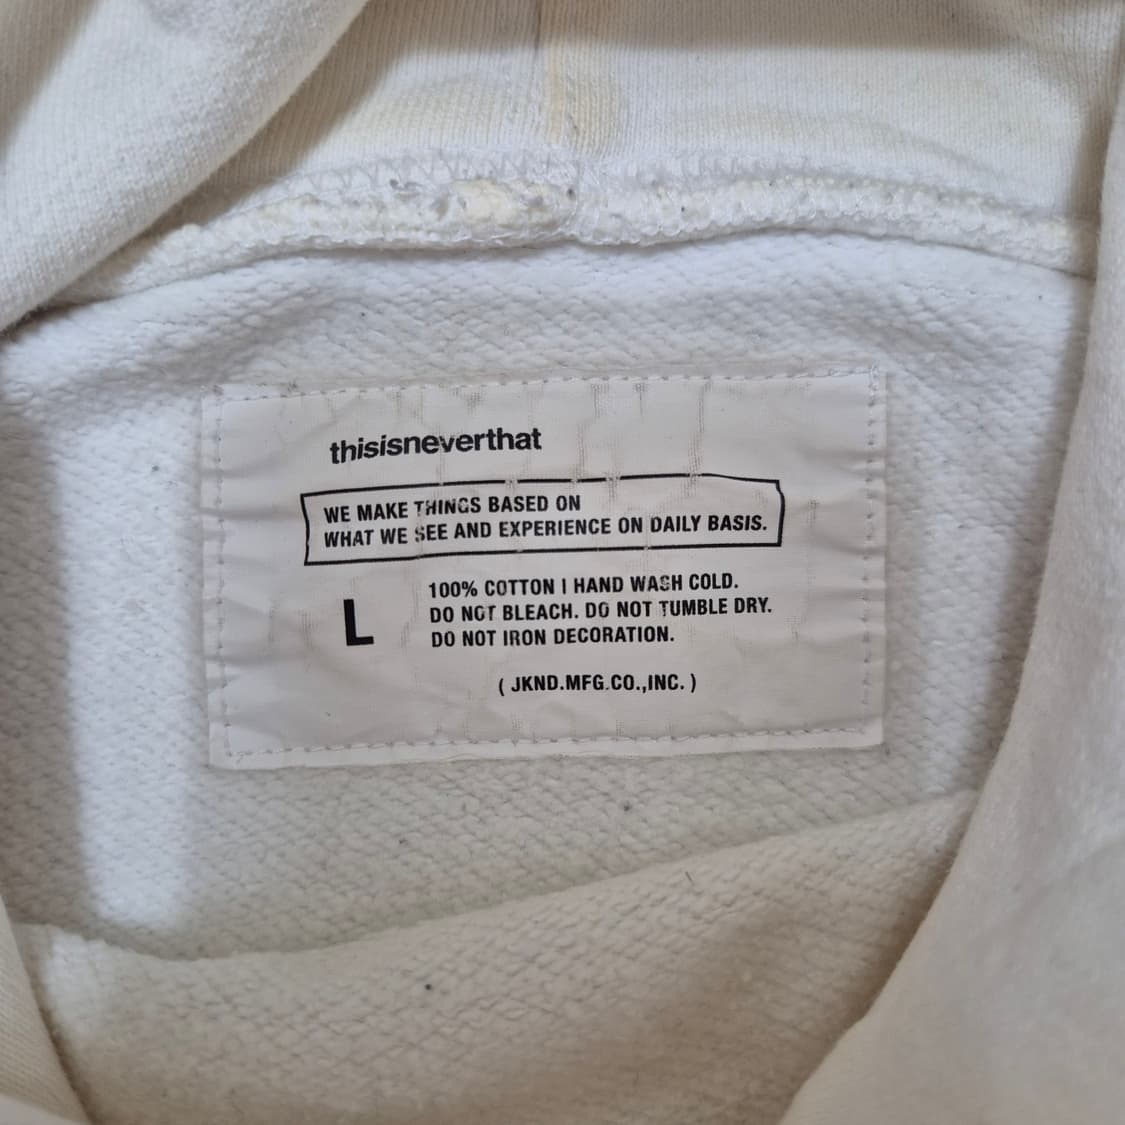 thisisneverthat
WE MAKE THINGS BASED ON
WHAT WE SEE AND EXPERIENCE ON DAILY BASIS.
L
100% COTTON | HAND WASH COLD.
DO NOT BLEACH. DO NOT TUMBLE DRY.
DO NOT IRON DECORATION.
( JKND.MFG.CO.,INC. )